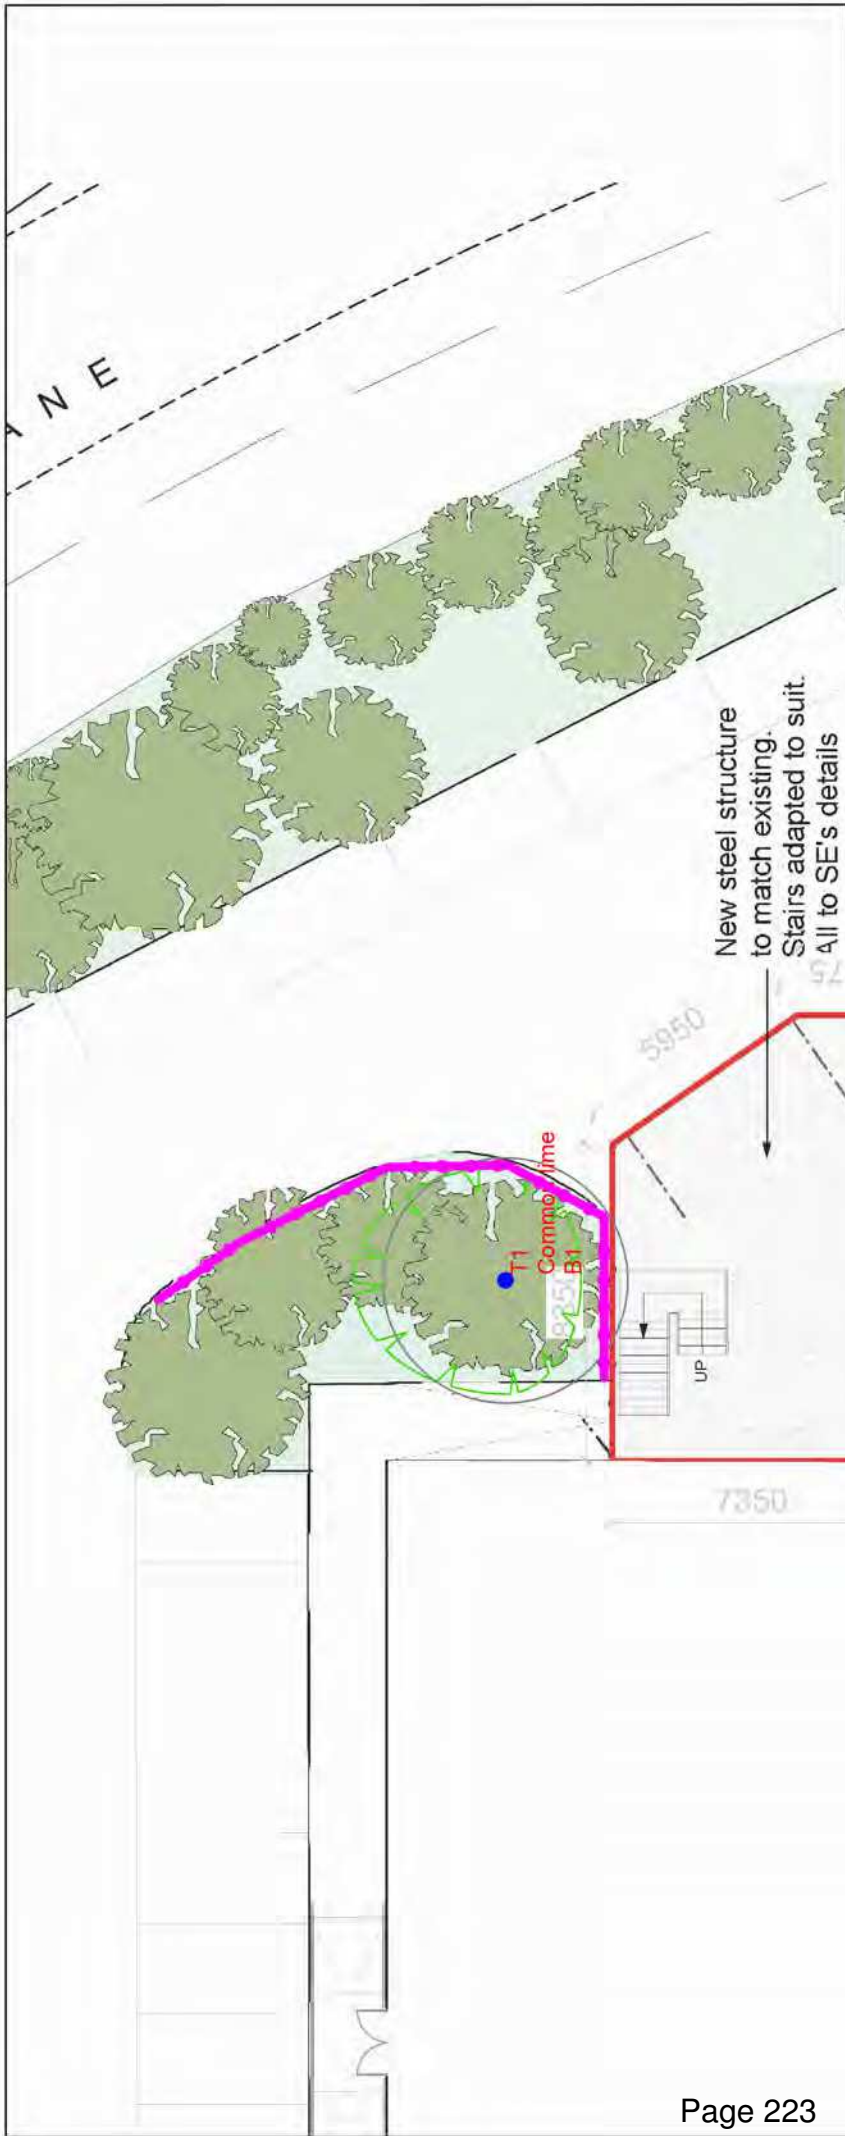 A N E
New steel structure
to match existing.
Stairs adapted to suit.
All to SE's details
5950
T1
Common lime
B1
8350
UP
7350
Page 223